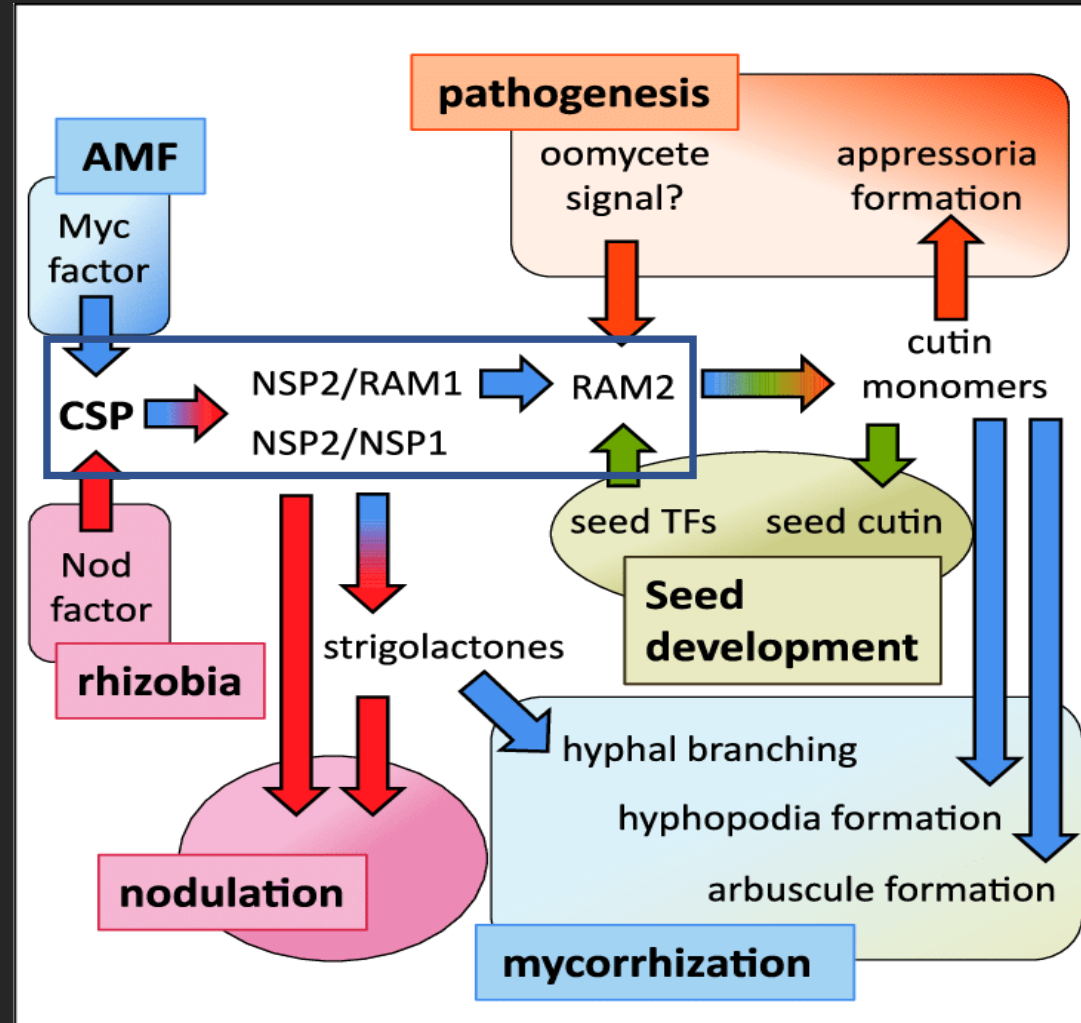 pathogenesis
oomycete
signal?
appressoria
formation
AMF
Myc
factor
CSP
NSP2/RAM1
NSP2/NSP1
RAM2
cutin
monomers
Nod
factor
rhizobia
seed TFs
seed cutin
Seed
development
strigolactones
hyphal branching
hyphopodia formation
arbuscule formation
nodulation
mycorrhization